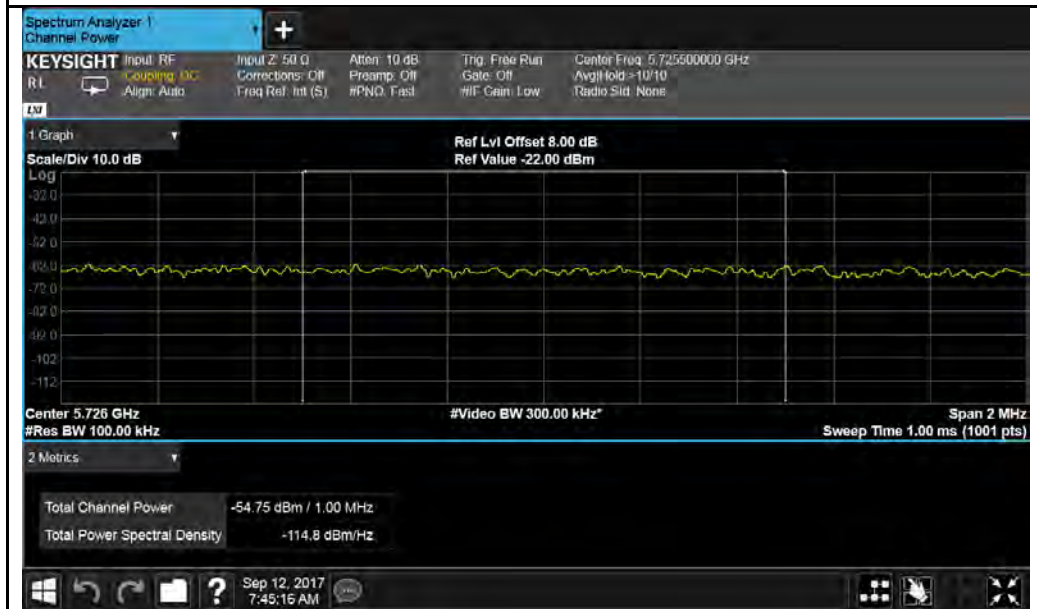 Spectrum Analyzer 1
Channel Power
+
KEYSIGHT Input: RF Input Z: 50 Ω Atten: 10 dB Trig: Free Run Center Freq: 5.725500000 GHz
RL Coupling: DC Corrections: Off Preamp: Off Gate: Off Avg|Hold:>10/10
Align: Auto Freq Ref: Int (S) #PNO: Fast #IF Gain: Low Radio Std: None
LXI
1 Graph
Ref Lvl Offset 8.00 dB
Scale/Div 10.0 dB Ref Value -22.00 dBm
Log
-32.0
-42.0
-52.0
-62.0
-72.0
-82.0
-92.0
-102
-112
Center 5.726 GHz #Video BW 300.00 kHz* Span 2 MHz
#Res BW 100.00 kHz Sweep Time 1.00 ms (1001 pts)
2 Metrics
Total Channel Power -54.75 dBm / 1.00 MHz
Total Power Spectral Density -114.8 dBm/Hz
? Sep 12, 2017
7:45:16 AM